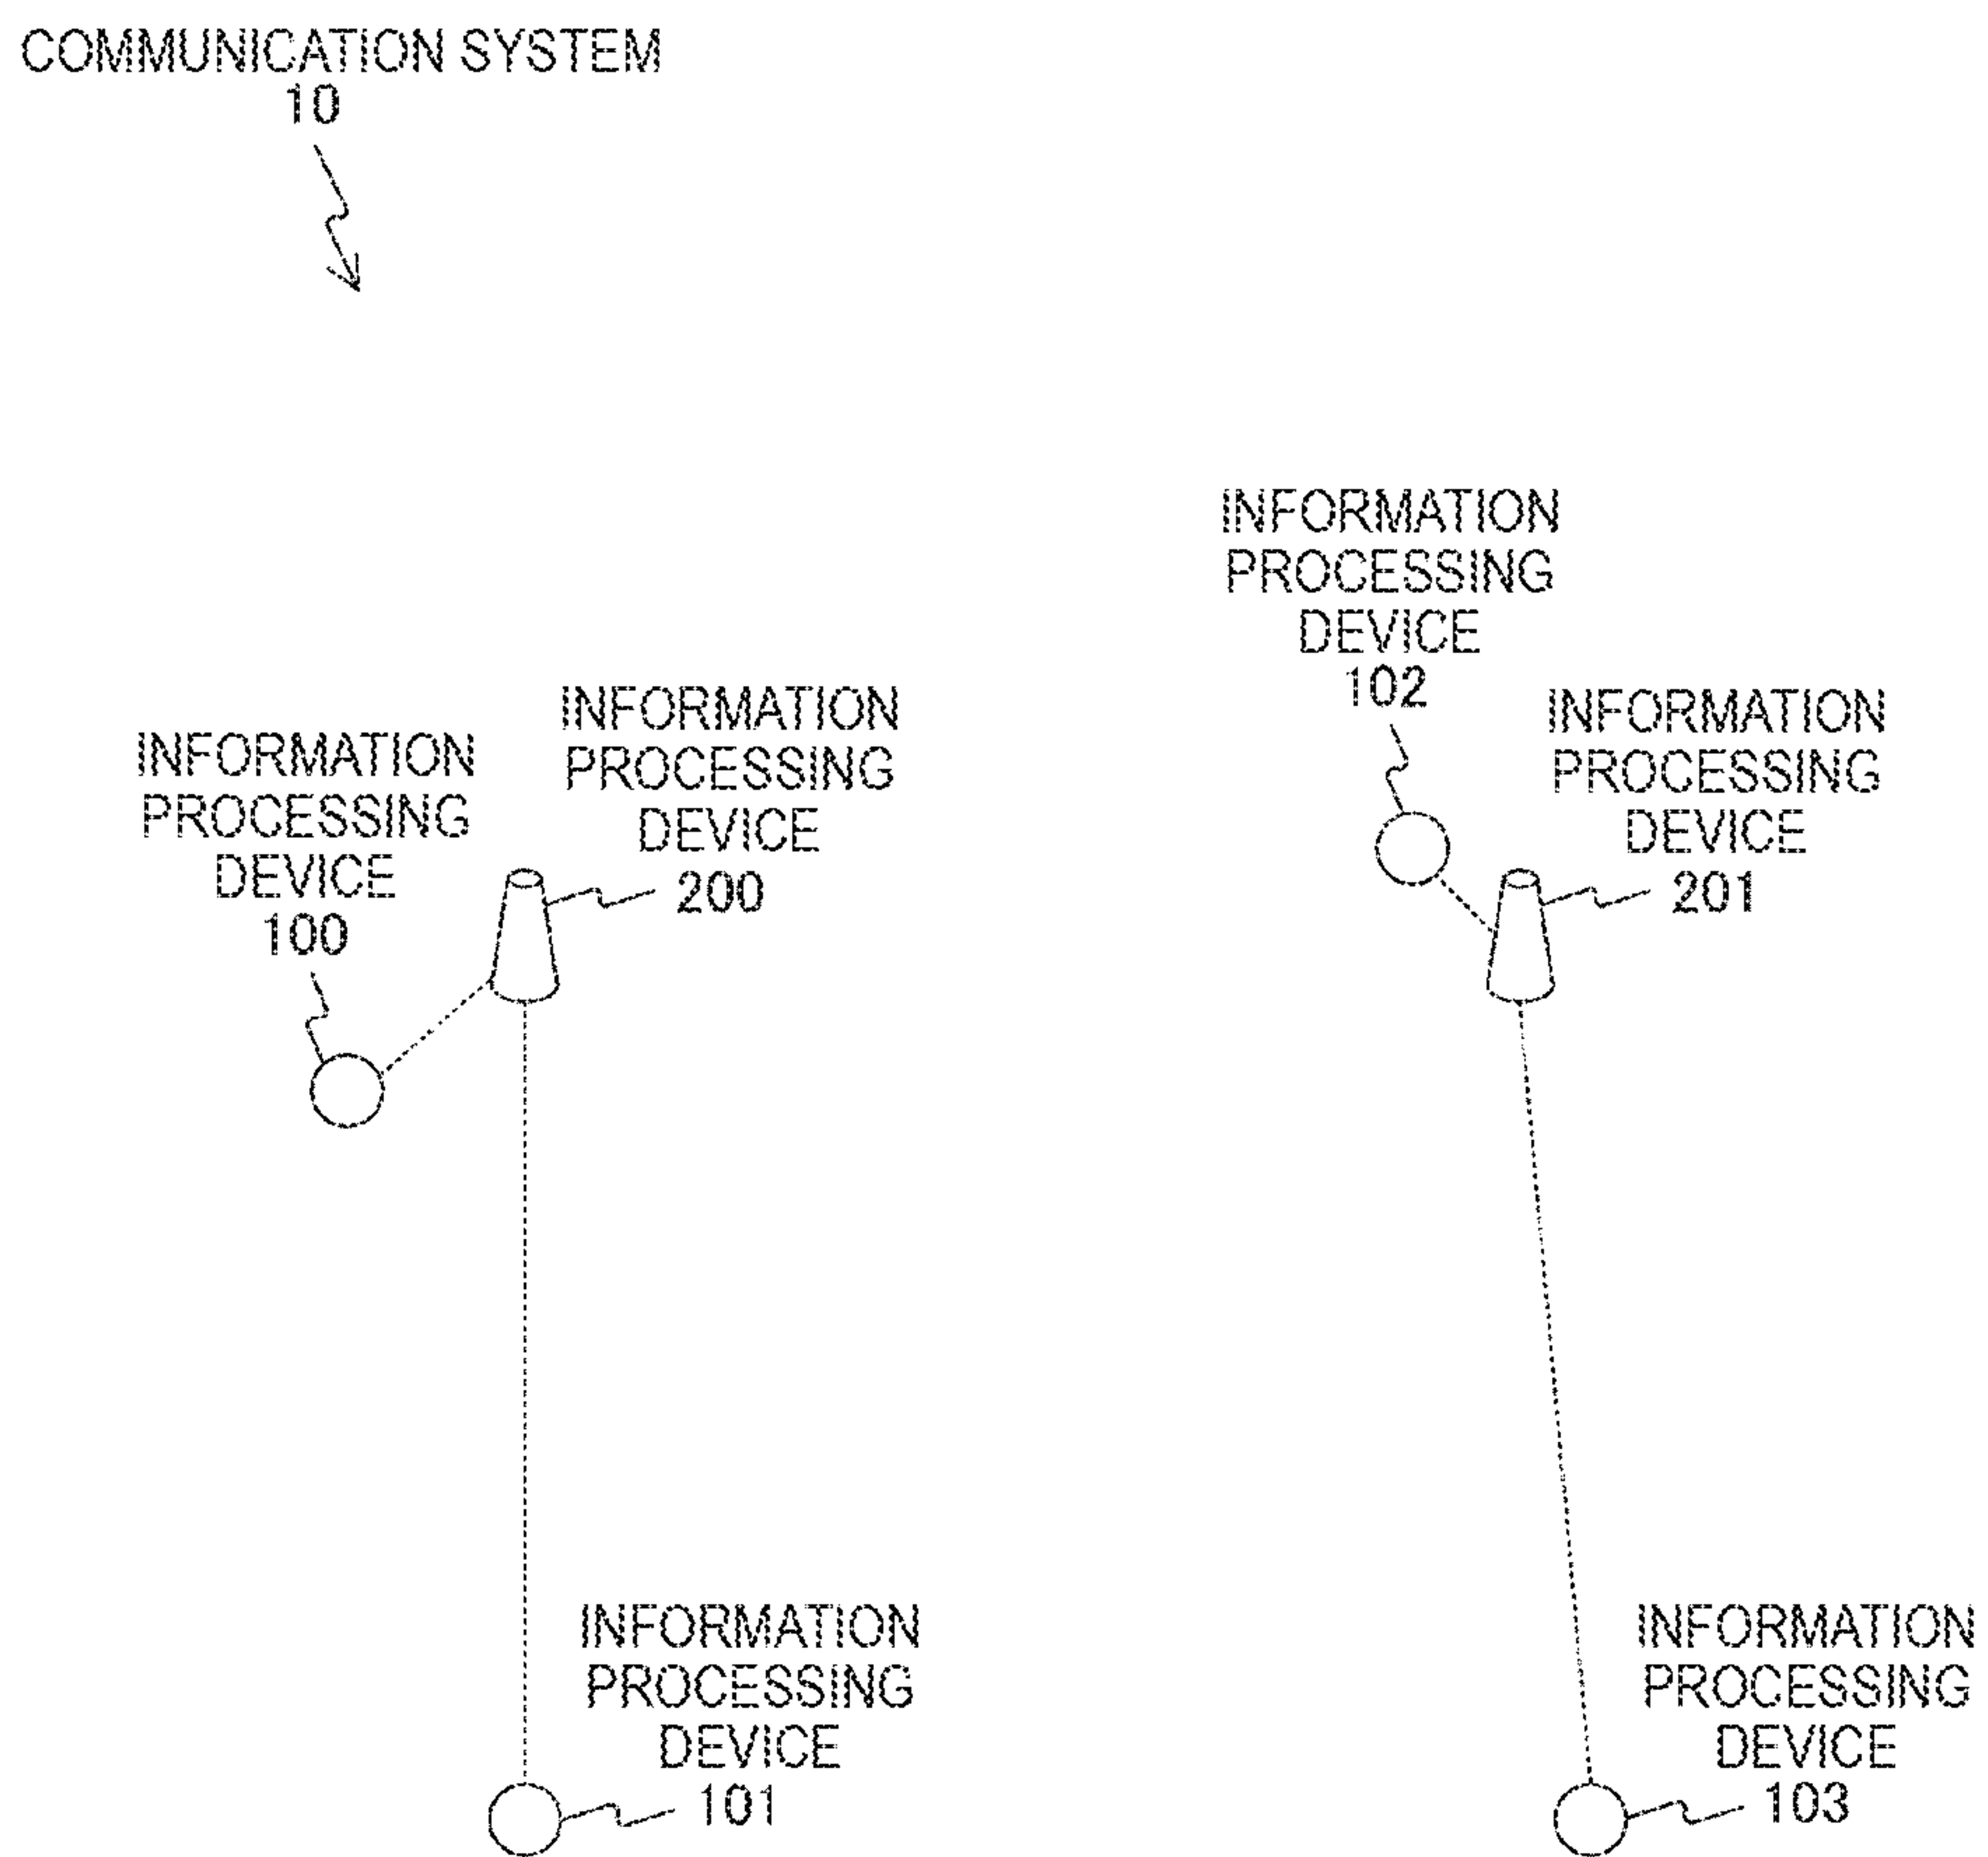 COMMUNICATION SYSTEM
10
INFORMATION
PROCESSING
DEVICE
100
INFORMATION
PROCESSING
DEVICE
200
INFORMATION
PROCESSING
DEVICE
102
INFORMATION
PROCESSING
DEVICE
201
INFORMATION
PROCESSING
DEVICE
101
INFORMATION
PROCESSING
DEVICE
103